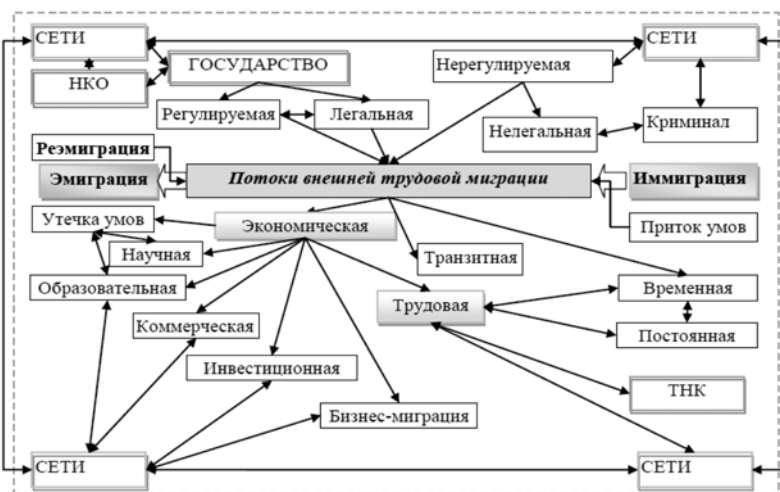 СЕТИ
СЕТИ
НКО
ГОСУДАРСТВО
Нерегулируемая
Регулируемая
Легальная
Нелегальная
Криминал
Реэмиграция
Эмиграция
Потоки внешней трудовой миграции
Иммиграция
Утечка умов
Экономическая
Приток умов
Научная
Транзитная
Образовательная
Временная
Трудовая
Коммерческая
Постоянная
Инвестиционная
ТНК
Бизнес-миграция
СЕТИ
СЕТИ